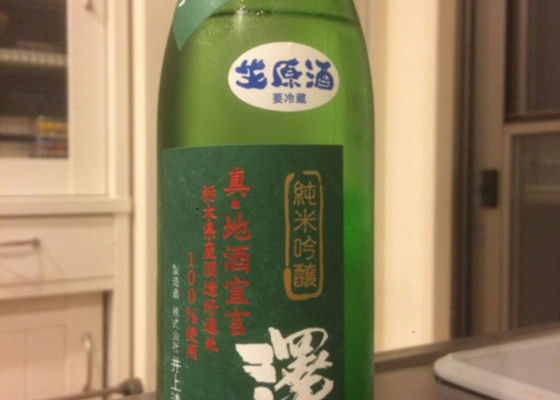 生原酒
要冷蔵
純米吟醸
真・地酒宣言
栃木県産酒造好適米
100%使用
製造者 株式会社 井上清
澤